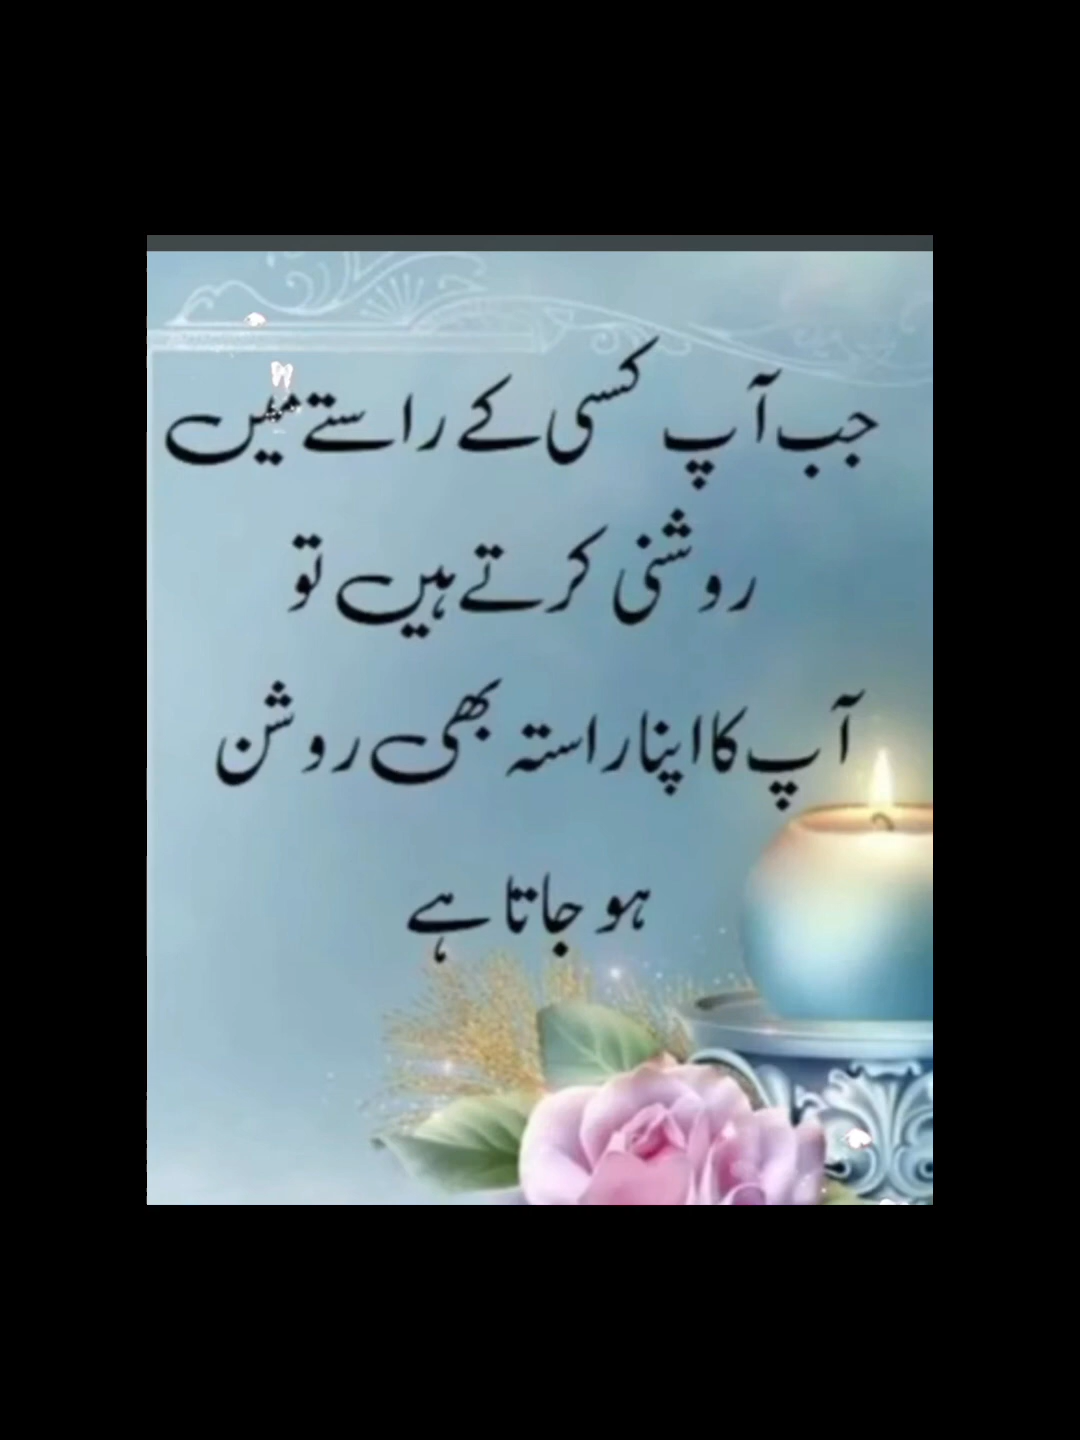 جب آپ کسی کے راستے میں
روشنی کرتے ہیں تو
آپ کا اپنا راستہ بھی روشن
ہو جاتا ہے